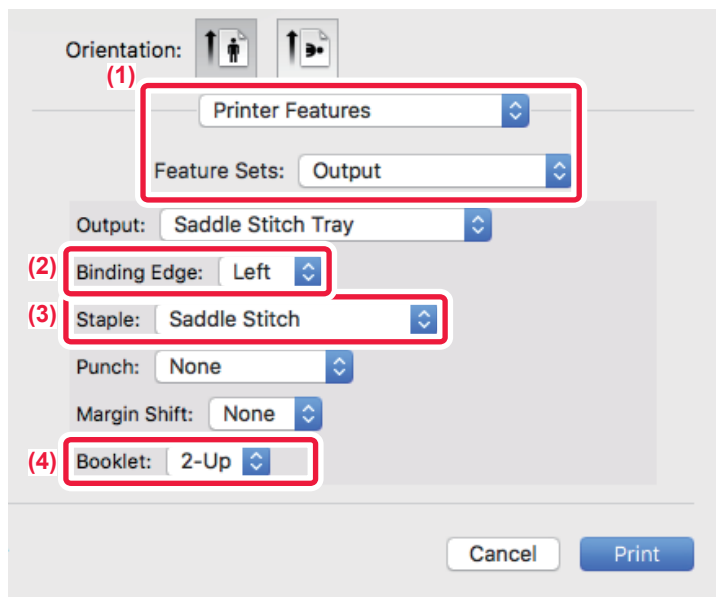 Orientation:
(1)
Printer Features
Feature Sets: Output
Output: Saddle Stitch Tray
(2) Binding Edge: Left
(3) Staple: Saddle Stitch
Punch: None
Margin Shift: None
(4) Booklet: 2-Up
Cancel Print